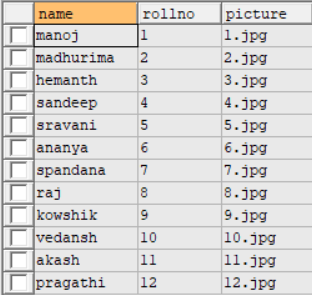 name rollno picture
manoj 1 1.jpg
madhurima 2 2.jpg
hemanth 3 3.jpg
sandeep 4 4.jpg
sravani 5 5.jpg
ananya 6 6.jpg
spandana 7 7.jpg
raj 8 8.jpg
kowshik 9 9.jpg
vedansh 10 10.jpg
akash 11 11.jpg
pragathi 12 12.jpg